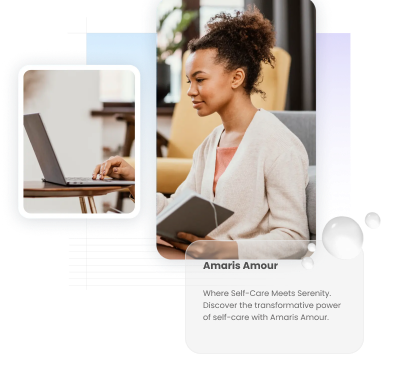 Amaris Amour
Where Self-Care Meets Serenity.
Discover the transformative power
of self-care with Amaris Amour.